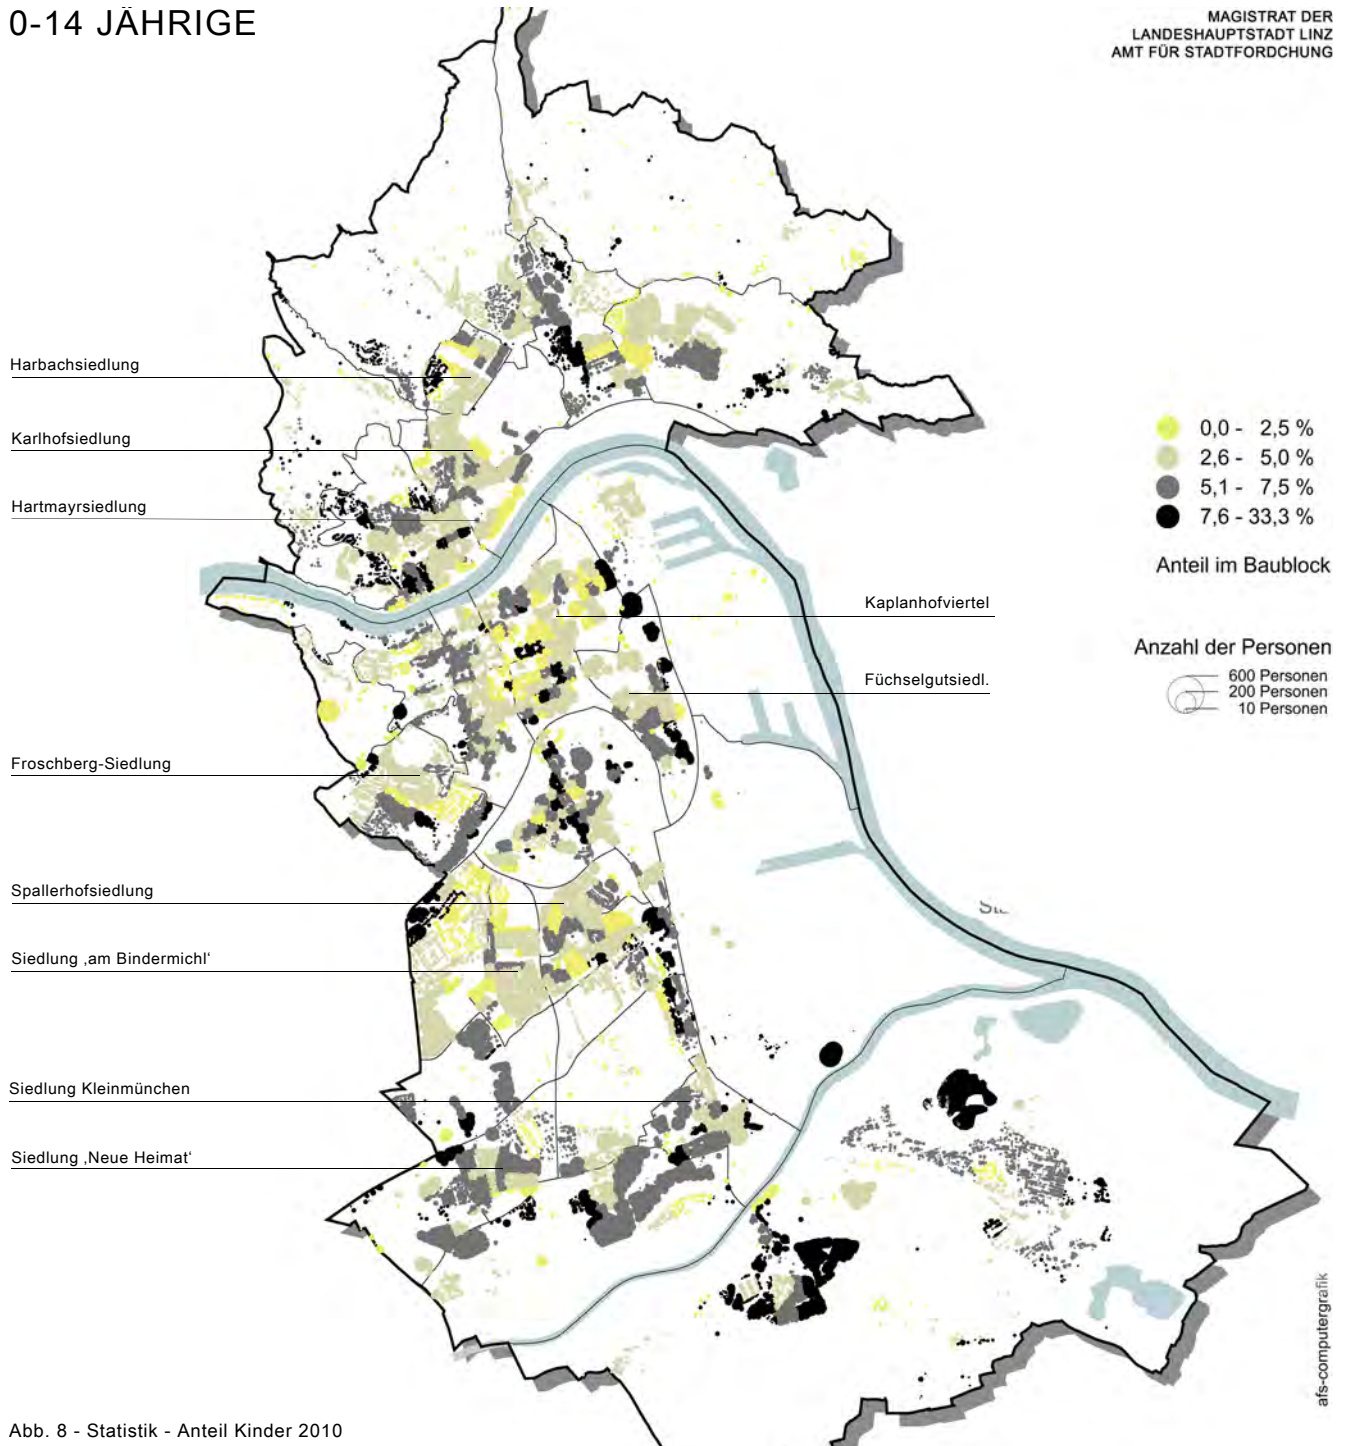 0-14 JÄHRIGE
MAGISTRAT DER
LANDESHAUPTSTADT LINZ
AMT FÜR STADTFORDCHUNG
Harbachsiedlung
Karlhofsiedlung
Hartmayrsiedlung
0,0 - 2,5 %
2,6 - 5,0 %
5,1 - 7,5 %
7,6 - 33,3 %
Anteil im Baublock
Kaplanhofviertel
Anzahl der Personen
600 Personen
200 Personen
10 Personen
Füchselgutsiedl.
Froschberg-Siedlung
Spallerhofsiedlung
Siedlung ‚am Bindermichl‘
Siedlung Kleinmünchen
Siedlung ‚Neue Heimat‘
afs-computergrafik
Abb. 8 - Statistik - Anteil Kinder 2010